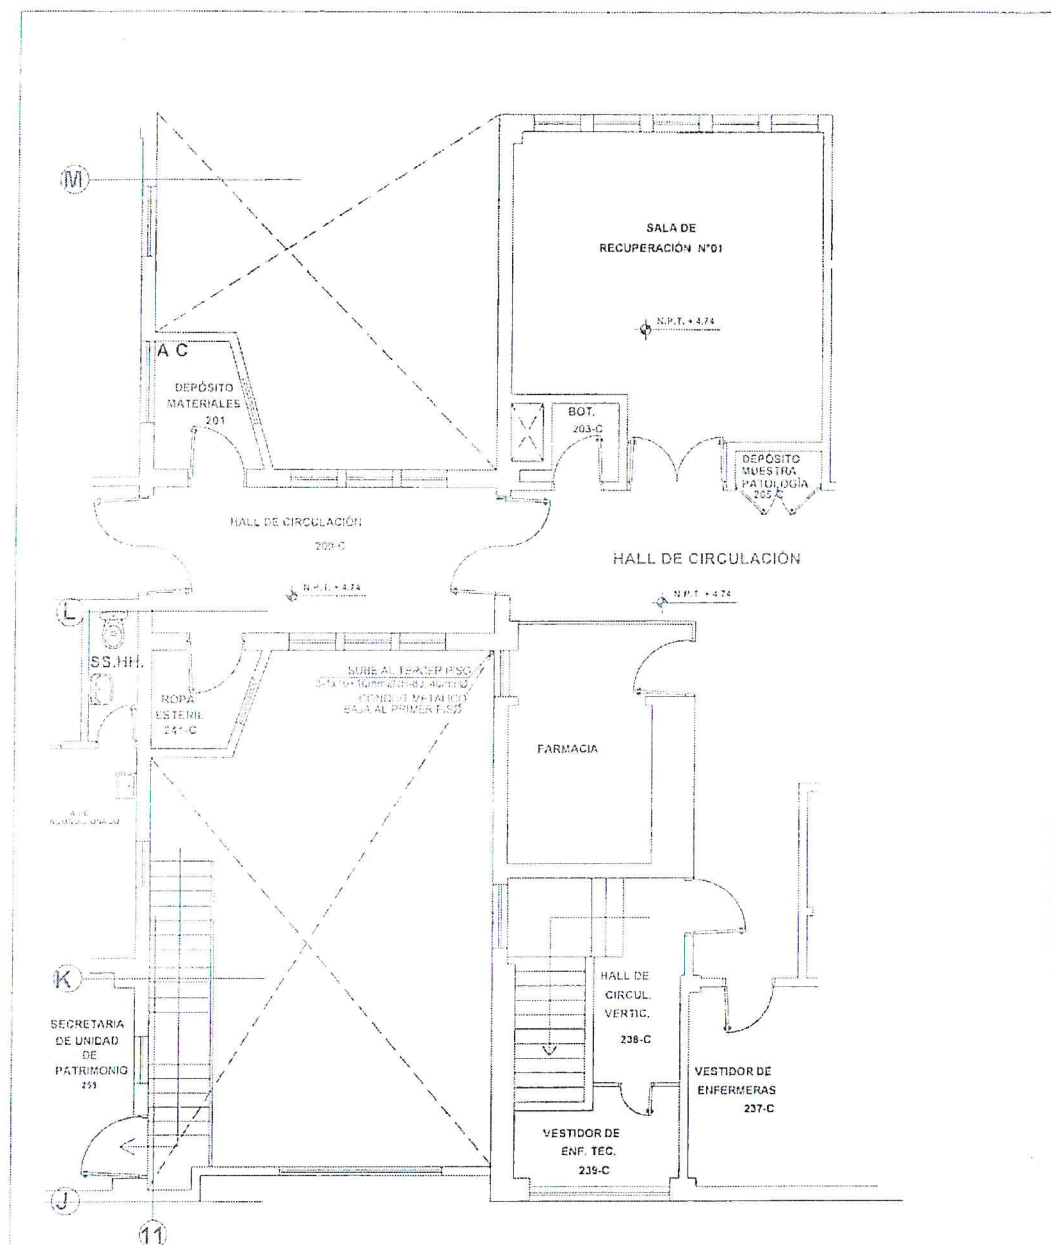 M
SALA DE
RECUPERACIÓN N°01
N.P.T. + 4.74
A C
DEPÓSITO
MATERIALES
201
BOT.
203-C
DEPÓSITO
MUESTRA
PATOLOGÍA
205-C
HALL DE CIRCULACIÓN
200-C
HALL DE CIRCULACIÓN
N.P.T. + 4.74
N.P.T. + 4.74
L
SS.HH.
SUBE AL TERCER PISO
CONDUIT METALICO
BAJA AL PRIMER PISO
ROPA
ESTERIL
241-C
FARMACIA
K
HALL DE
CIRCUL.
VERTIC.
238-C
SECRETARIA
DE UNIDAD
DE
PATRIMONIO
VESTIDOR DE
ENFERMERAS
237-C
VESTIDOR DE
ENF. TEC.
239-C
J
11